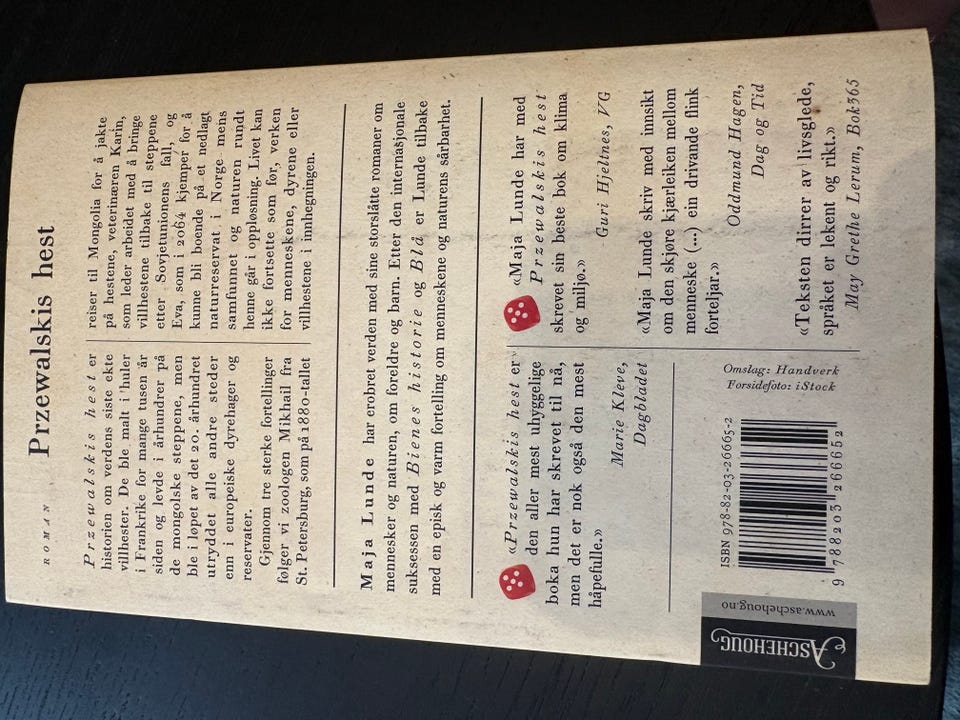 ROMAN
Przewalskis hest
Przewalskis hest er
historien om verdens siste ekte
villhester. De ble malt i huler
i Frankrike for mange tusen år
siden og levde i århundrer på
de mongolske steppene, men
ble i løpet av det 20. århundret
utryddet alle andre steder
enn i europeiske dyrehager og
reservater.
Gjennom tre sterke fortellinger
følger vi zoologen Mikhail fra
St. Petersburg, som på 1880-tallet
reiser til Mongolia for å jakte
på hestene, veterinæren Karin,
som leder arbeidet med å bringe
villhestene tilbake til steppene
etter Sovjetunionens fall, og
Eva, som i 2064 kjemper for å
kunne bli boende på et nedlagt
naturreservat i Norge mens
samfunnet og naturen rundt
henne går i oppløsning. Livet kan
ikke fortsette som før, verken
for menneskene, dyrene eller
villhestene i innhegningen.
Maja Lunde har erobret verden med sine storslåtte romaner om
mennesker og naturen, om foreldre og barn. Etter den internasjonale
suksessen med Bienes historie og Blå er Lunde tilbake
med en episk og varm fortelling om menneskene og naturens sårbarhet.
«Przewalskis hest er
den aller mest uhyggelige
boka hun har skrevet til nå,
men det er nok også den mest
håpefulle.»
Marie Kleve,
Dagbladet
«Maja Lunde har med
Przewalskis hest
skrevet sin beste bok om klima
og miljø.»
Guri Hjeltnes, VG
«Maja Lunde skriv med innsikt
om den skjøre kjærleiken mellom
menneske (...) ein drivande flink
forteljar.»
Oddmund Hagen,
Dag og Tid
«Teksten dirrer av livsglede,
språket er lekent og rikt.»
May Grethe Lerum, Bok365
Omslag: Handverk
Forsidefoto: iStock
ISBN 978-82-03-26665-2
9 788203 266652
www.aschehoug.no
ASCHEHOUG